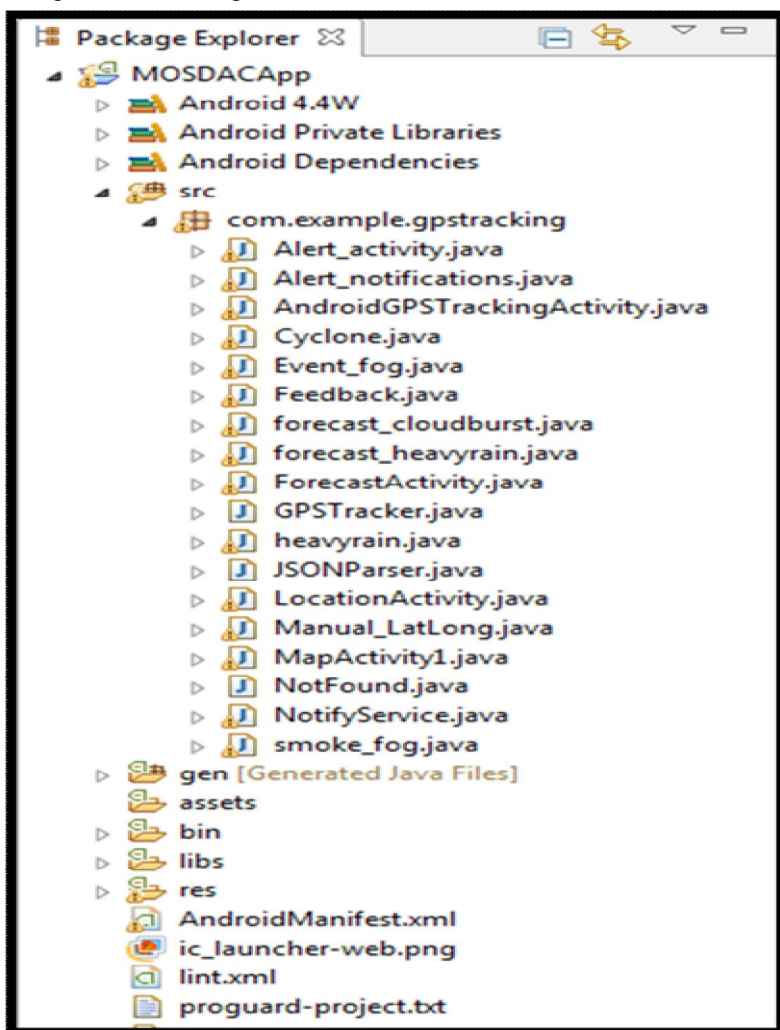 Package Explorer
MOSDACApp
Android 4.4W
Android Private Libraries
Android Dependencies
src
com.example.gpstracking
Alert_activity.java
Alert_notifications.java
AndroidGPSTrackingActivity.java
Cyclone.java
Event_fog.java
Feedback.java
forecast_cloudburst.java
forecast_heavyrain.java
ForecastActivity.java
GPSTracker.java
heavyrain.java
JSONParser.java
LocationActivity.java
Manual_LatLong.java
MapActivity1.java
NotFound.java
NotifyService.java
smoke_fog.java
gen [Generated Java Files]
assets
bin
libs
res
AndroidManifest.xml
ic_launcher-web.png
lint.xml
proguard-project.txt